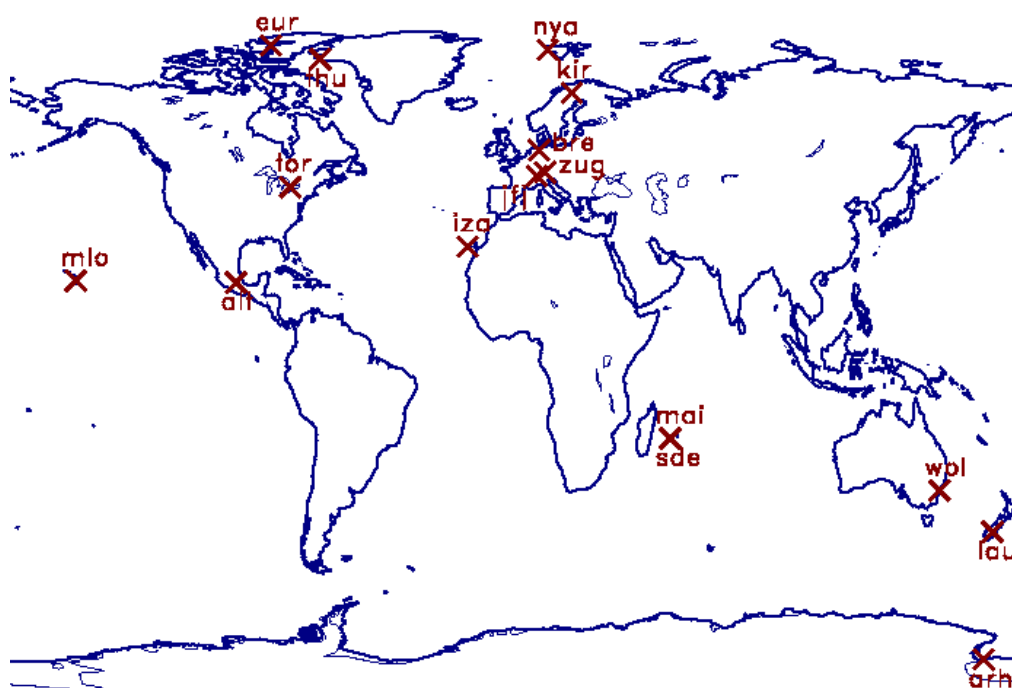 eur
nya
thu
kir
bre
tor
zug
jfj
iza
mlo
alt
mai
sde
wol
lau
arh